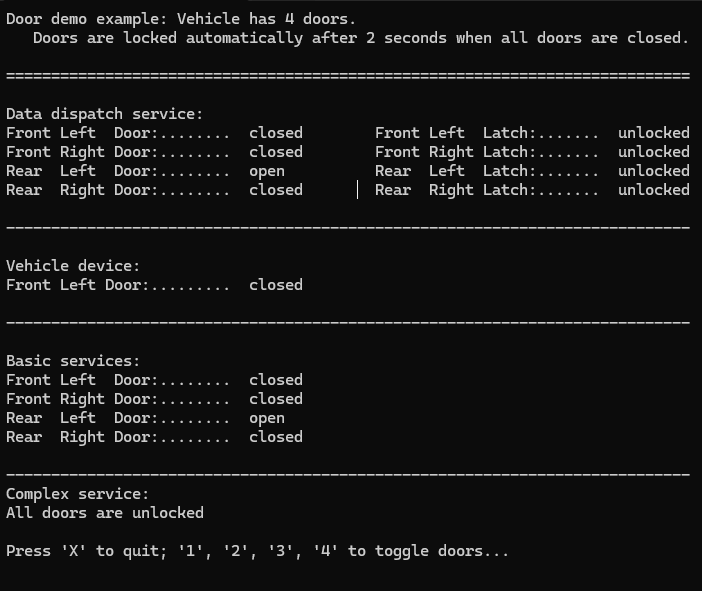 Door demo example: Vehicle has 4 doors.
   Doors are locked automatically after 2 seconds when all doors are closed.
============================================================================
Data dispatch service:
Front Left  Door:........  closed        Front Left  Latch:.......  unlocked
Front Right Door:........  closed        Front Right Latch:.......  unlocked
Rear  Left  Door:........  open          Rear  Left  Latch:.......  unlocked
Rear  Right Door:........  closed        Rear  Right Latch:.......  unlocked
----------------------------------------------------------------------------
Vehicle device:
Front Left Door:.........  closed
----------------------------------------------------------------------------
Basic services:
Front Left  Door:........  closed
Front Right Door:........  closed
Rear  Left  Door:........  open
Rear  Right Door:........  closed
----------------------------------------------------------------------------
Complex service:
All doors are unlocked
Press 'X' to quit; '1', '2', '3', '4' to toggle doors...